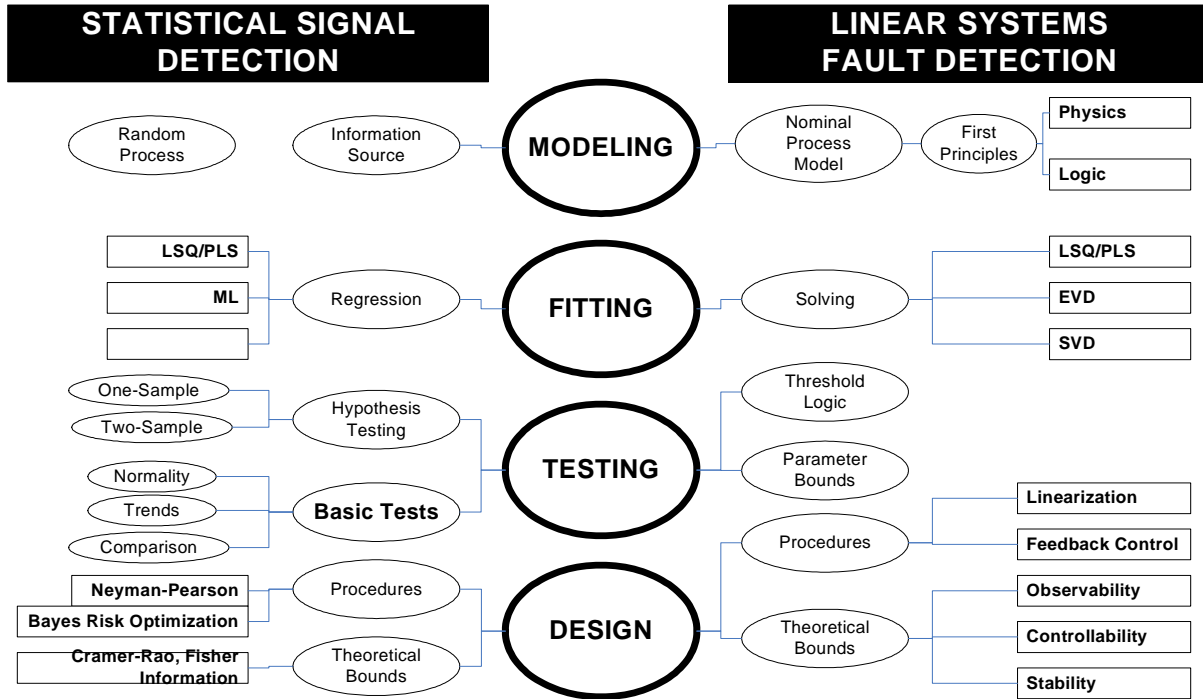 STATISTICAL SIGNAL
DETECTION
LINEAR SYSTEMS
FAULT DETECTION
Random
Process
Information
Source
MODELING
Nominal
Process
Model
First
Principles
Physics
Logic
LSQ/PLS
ML
Regression
FITTING
Solving
LSQ/PLS
EVD
SVD
One-Sample
Two-Sample
Hypothesis
Testing
Normality
Trends
Comparison
Basic Tests
TESTING
Threshold
Logic
Parameter
Bounds
Neyman-Pearson
Bayes Risk Optimization
Procedures
Cramer-Rao, Fisher
Information
Theoretical
Bounds
DESIGN
Procedures
Linearization
Feedback Control
Theoretical
Bounds
Observability
Controllability
Stability